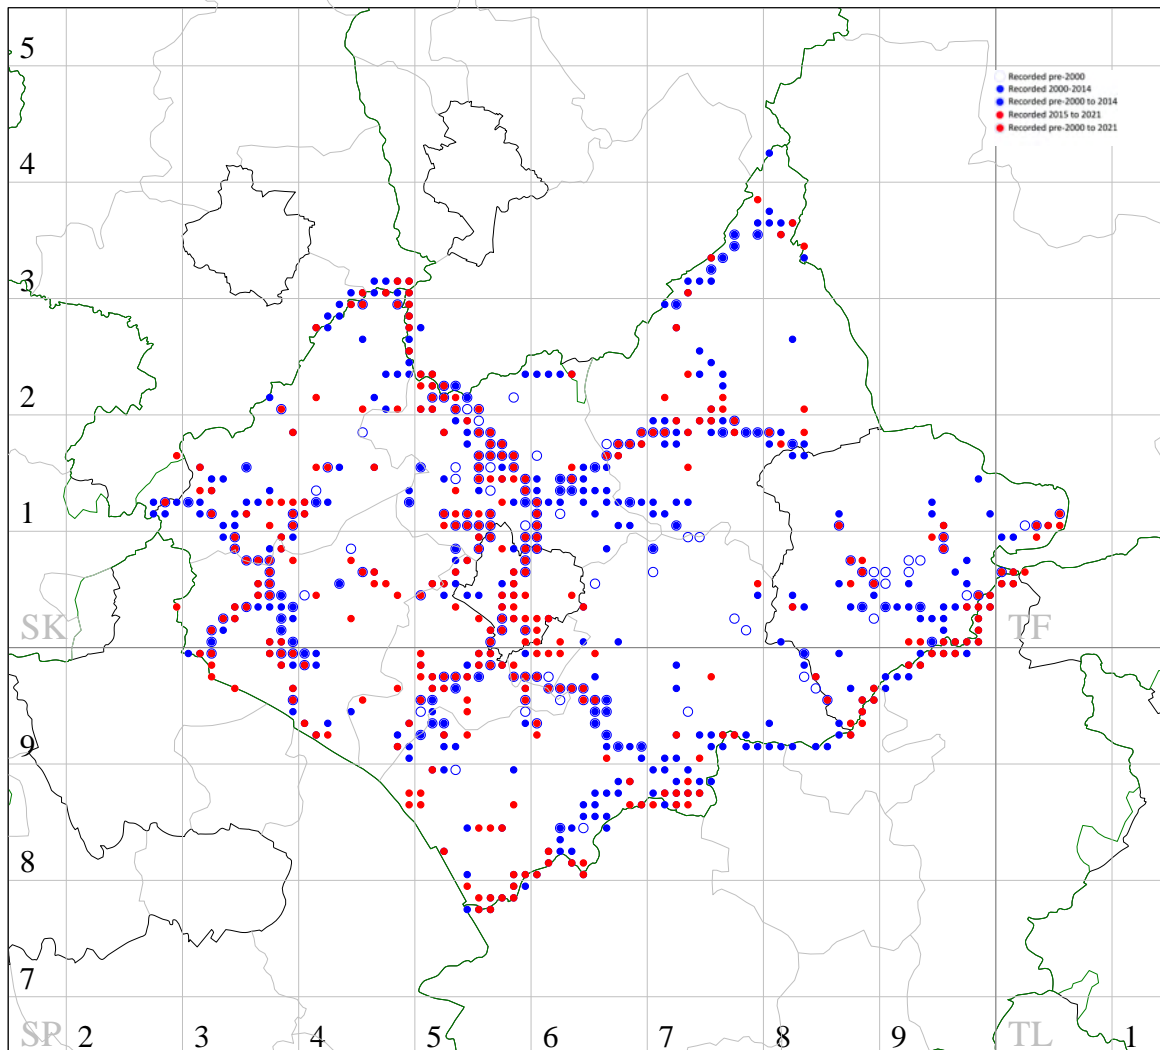 5
Recorded pre-2000
Recorded 2000-2014
Recorded pre-2000 to 2014
Recorded 2015 to 2021
Recorded pre-2000 to 2021
4
3
2
1
SK
TF
9
8
7
SP 2 3 4 5 6 7 8 9 TL 1